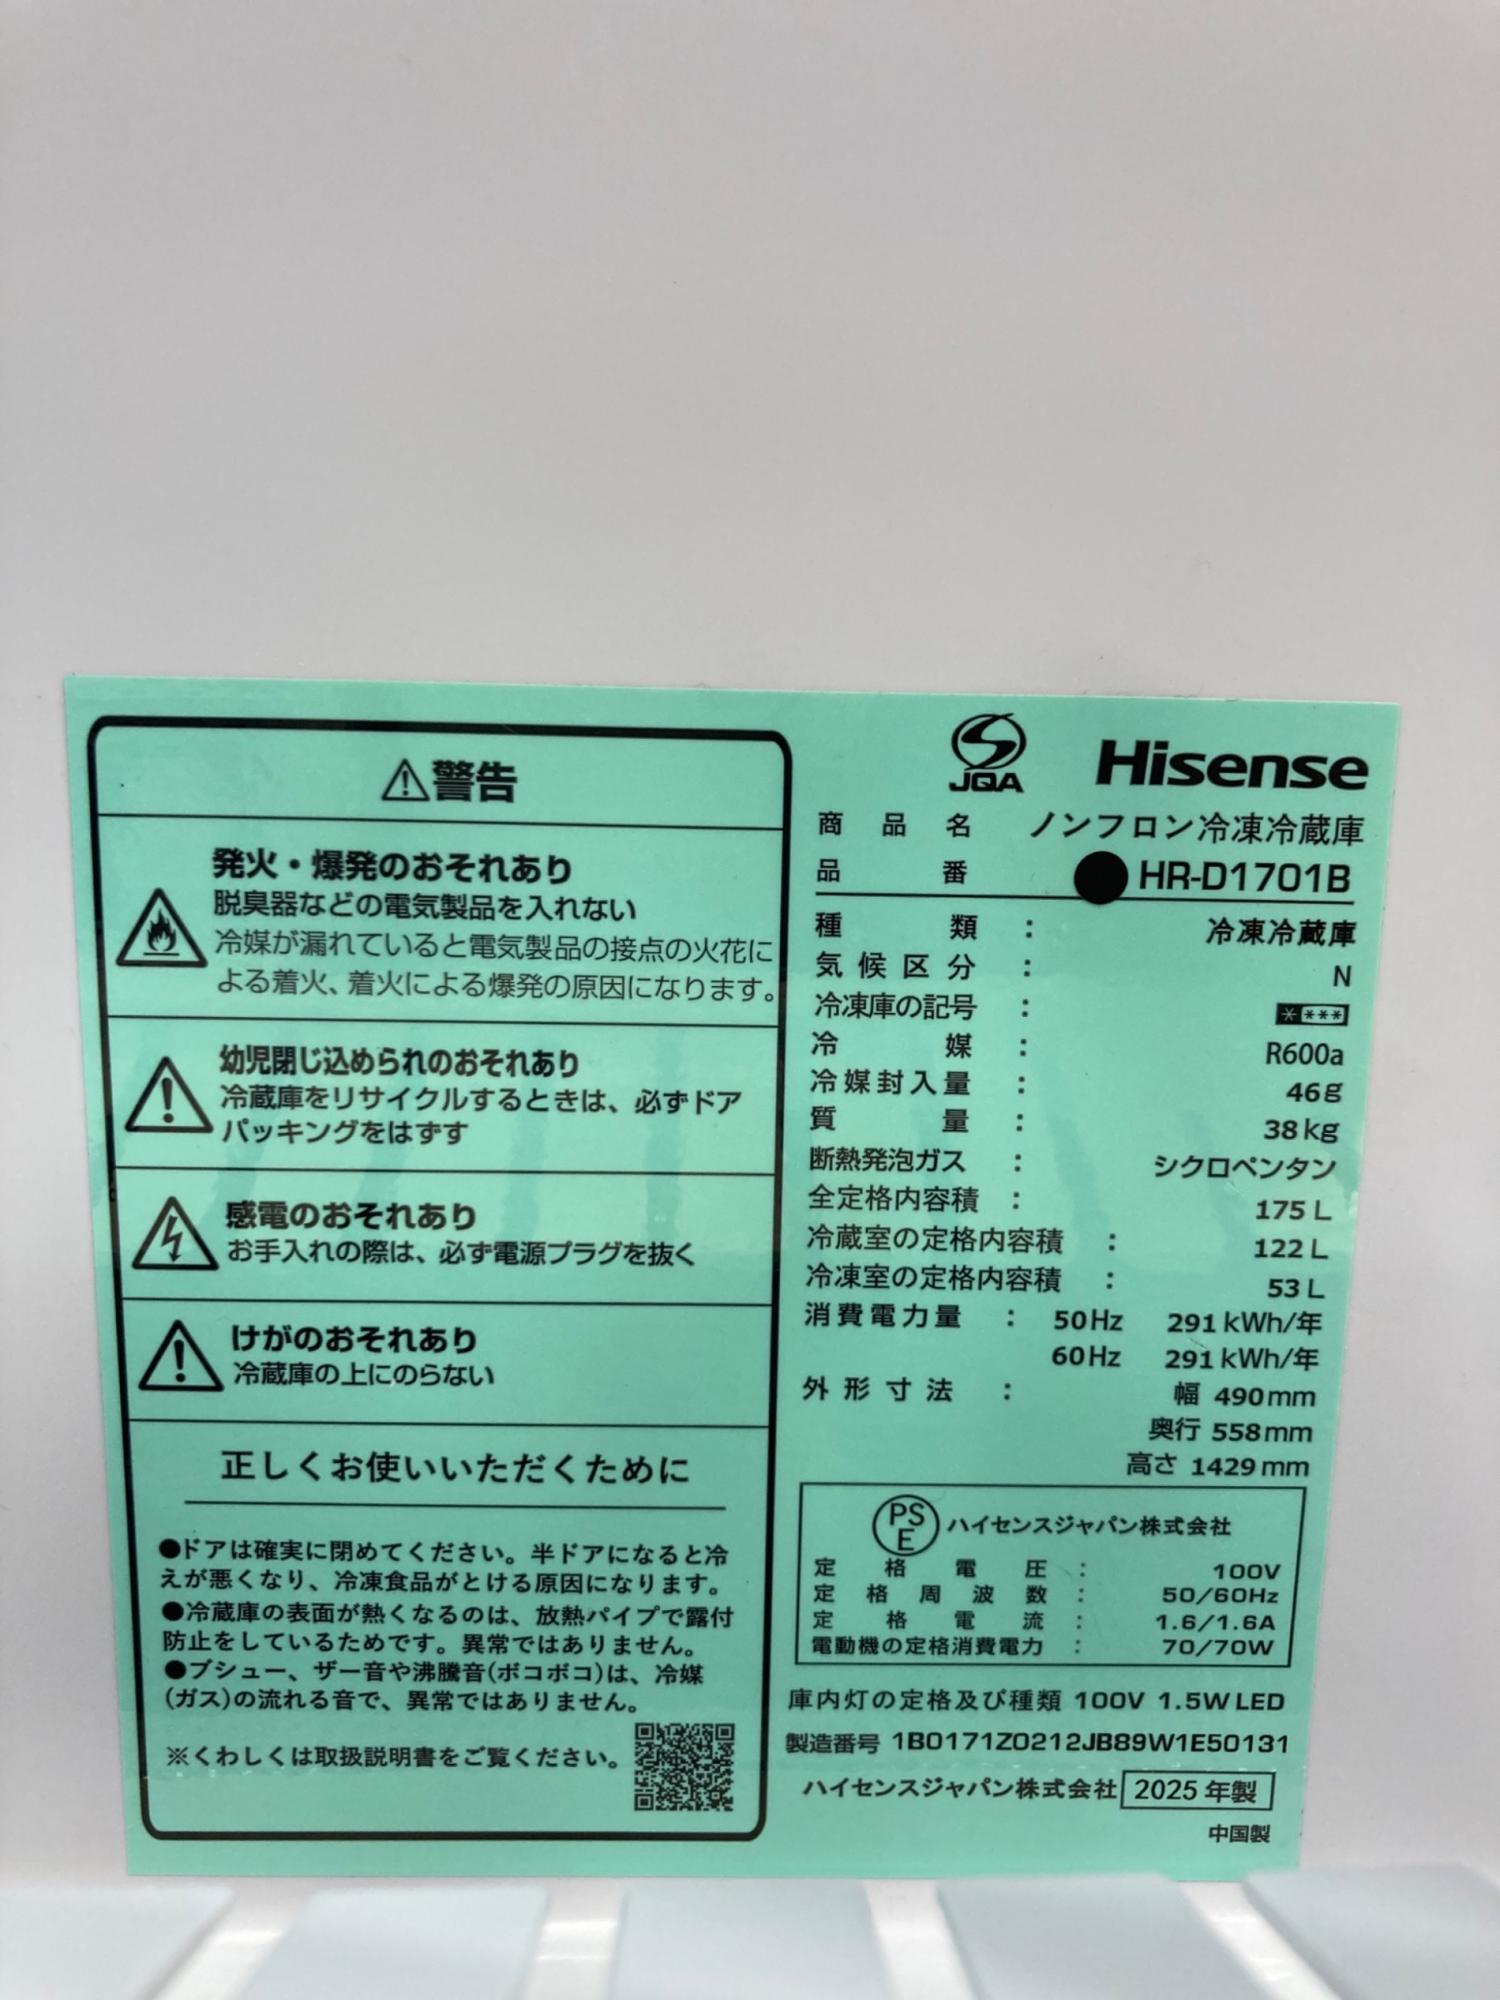 ⚠警告
発火・爆発のおそれあり
脱臭器などの電気製品を入れない
冷媒が漏れていると電気製品の接点の火花に
よる着火、着火による爆発の原因になります。
幼児閉じ込められのおそれあり
冷蔵庫をリサイクルするときは、必ずドア
パッキングをはずす
感電のおそれあり
お手入れの際は、必ず電源プラグを抜く
けがのおそれあり
冷蔵庫の上にのらない
正しくお使いいただくために
●ドアは確実に閉めてください。半ドアになると冷
えが悪くなり、冷凍食品がとける原因になります。
●冷蔵庫の表面が熱くなるのは、放熱パイプで露付
防止をしているためです。異常ではありません。
●ブシュー、ザー音や沸騰音(ボコボコ)は、冷媒
(ガス)の流れる音で、異常ではありません。
※くわしくは取扱説明書をご覧ください。
JQA Hisense
商品名 ノンフロン冷凍冷蔵庫
品番 ●HR-D1701B
種類： 冷凍冷蔵庫
気候区分： N
冷凍庫の記号： ＊***
冷媒： R600a
冷媒封入量： 46g
質量： 38kg
断熱発泡ガス： シクロペンタン
全定格内容積： 175L
冷蔵室の定格内容積： 122L
冷凍室の定格内容積： 53L
消費電力量： 50Hz 291kWh/年
60Hz 291kWh/年
外形寸法： 幅 490mm
奥行 558mm
高さ 1429mm
PSE ハイセンスジャパン株式会社
定格電圧： 100V
定格周波数： 50/60Hz
定格電流： 1.6/1.6A
電動機の定格消費電力： 70/70W
庫内灯の定格及び種類 100V 1.5W LED
製造番号 1B0171Z0212JB89W1E50131
ハイセンスジャパン株式会社 2025年製
中国製